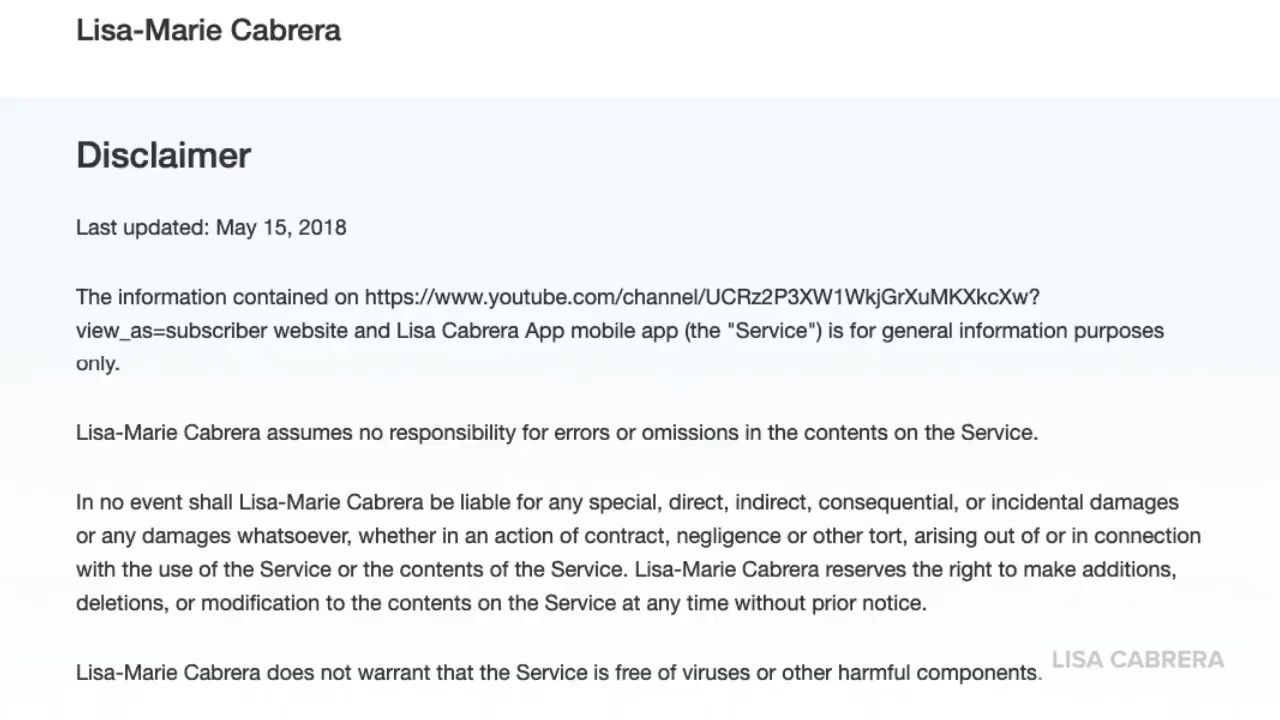 Lisa-Marie Cabrera
Disclaimer
Last updated: May 15, 2018
The information contained on https://www.youtube.com/channel/UCRz2P3XW1WkjGrXuMKXkcXw?
view_as=subscriber website and Lisa Cabrera App mobile app (the "Service") is for general information purposes
only.
Lisa-Marie Cabrera assumes no responsibility for errors or omissions in the contents on the Service.
In no event shall Lisa-Marie Cabrera be liable for any special, direct, indirect, consequential, or incidental damages
or any damages whatsoever, whether in an action of contract, negligence or other tort, arising out of or in connection
with the use of the Service or the contents of the Service. Lisa-Marie Cabrera reserves the right to make additions,
deletions, or modification to the contents on the Service at any time without prior notice.
Lisa-Marie Cabrera does not warrant that the Service is free of viruses or other harmful components.
LISA CABRERA